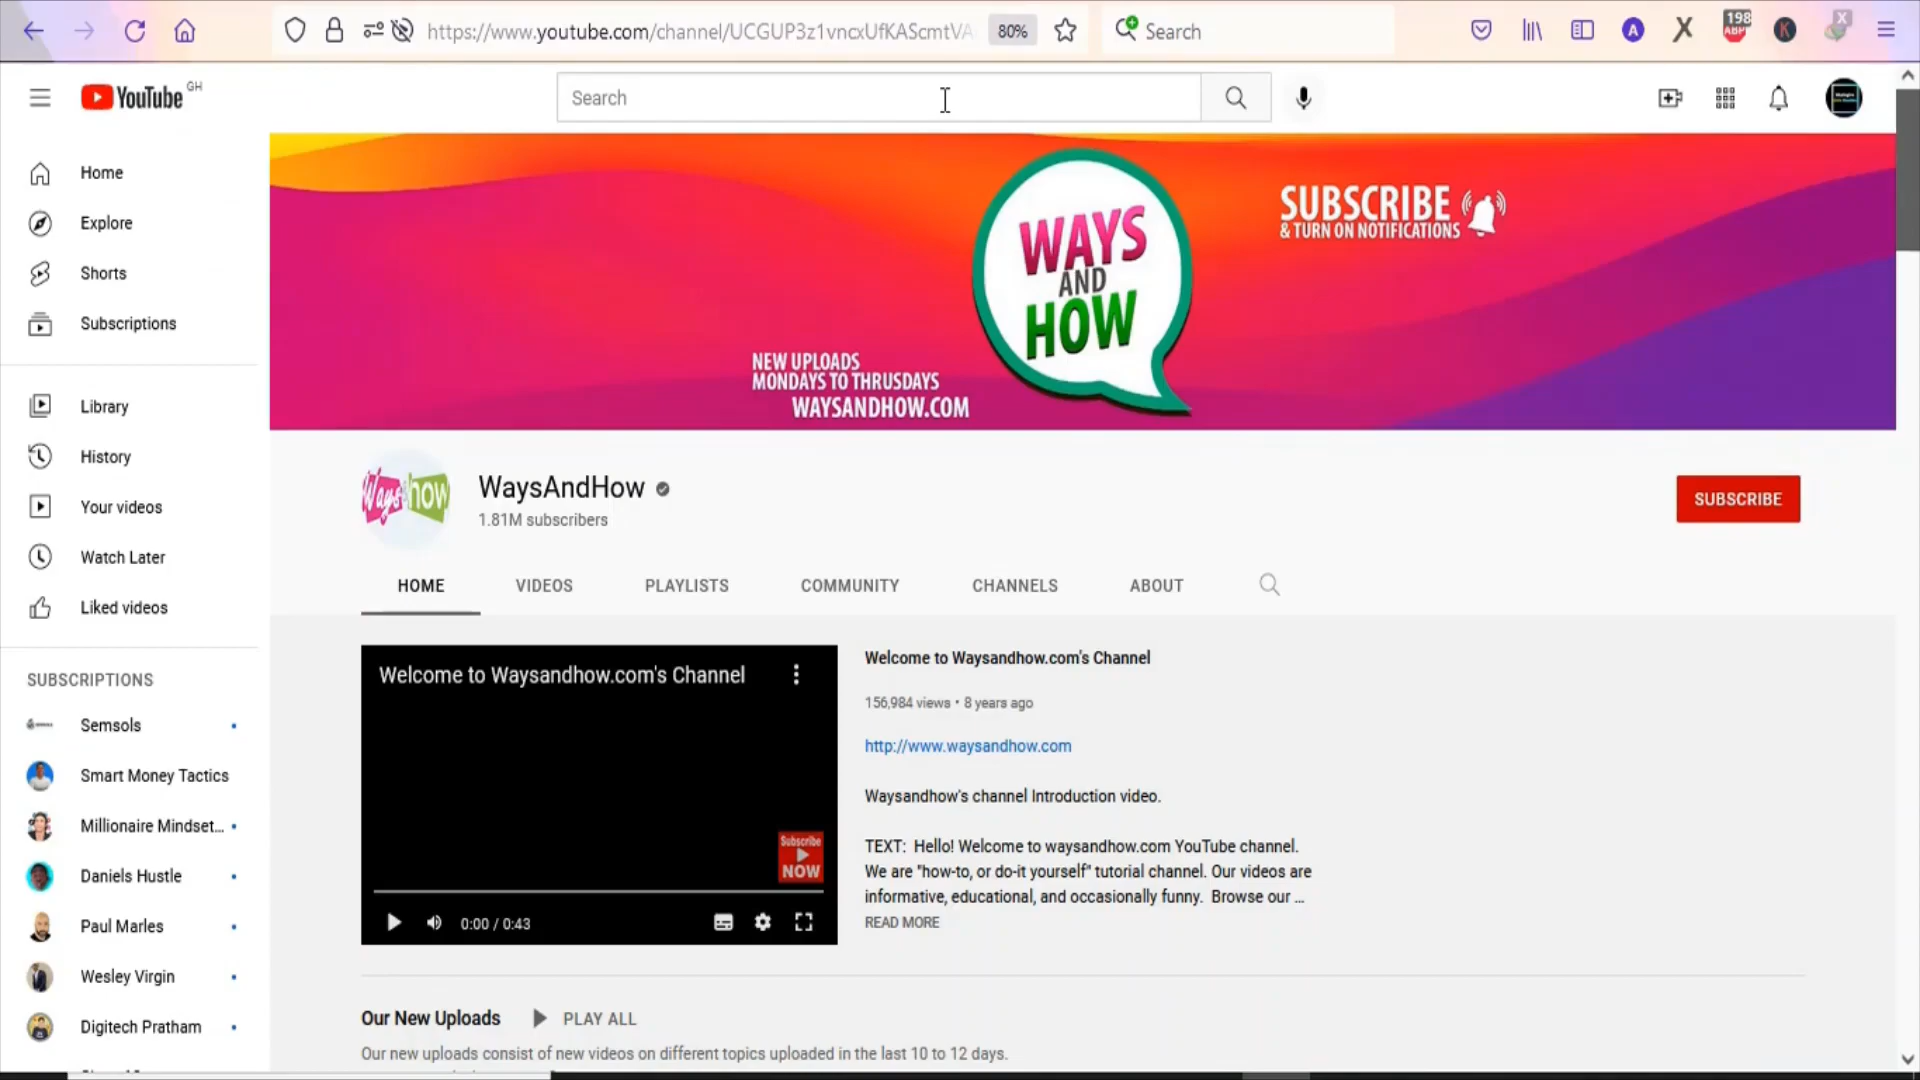 https://www.youtube.com/channel/UCGUP3z1vncxUfKAScmtVA
80%
Search
A
198
ABP
K
X
YouTube GH
Search
Home
Explore
Shorts
Subscriptions
Library
History
Your videos
Watch Later
Liked videos
SUBSCRIPTIONS
Semsols
Smart Money Tactics
Millionaire Mindset...
Daniels Hustle
Paul Marles
Wesley Virgin
Digitech Pratham
WAYS
AND
HOW
SUBSCRIBE
& TURN ON NOTIFICATIONS
NEW UPLOADS
MONDAYS TO THRUSDAYS
WAYSANDHOW.COM
WaysAndHow
1.81M subscribers
SUBSCRIBE
HOME VIDEOS PLAYLISTS COMMUNITY CHANNELS ABOUT
Welcome to Waysandhow.com's Channel
Subscribe
NOW
0:00 / 0:43
Welcome to Waysandhow.com's Channel
156,984 views • 8 years ago
http://www.waysandhow.com
Waysandhow's channel Introduction video.
TEXT: Hello! Welcome to waysandhow.com YouTube channel.
We are "how-to, or do-it yourself" tutorial channel. Our videos are
informative, educational, and occasionally funny. Browse our ...
READ MORE
Our New Uploads PLAY ALL
Our new uploads consist of new videos on different topics uploaded in the last 10 to 12 days.